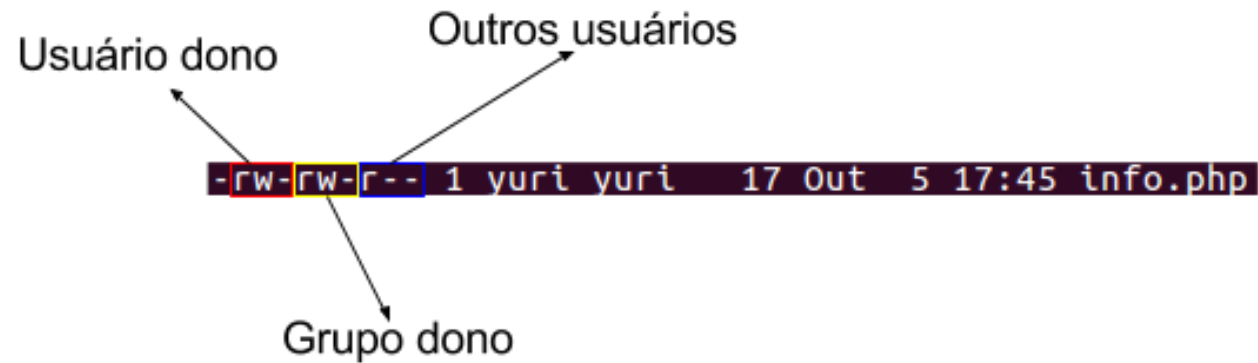 Outros usuários
Usuário dono
-rw-rw-r-- 1 yuri yuri   17 Out  5 17:45 info.php
Grupo dono